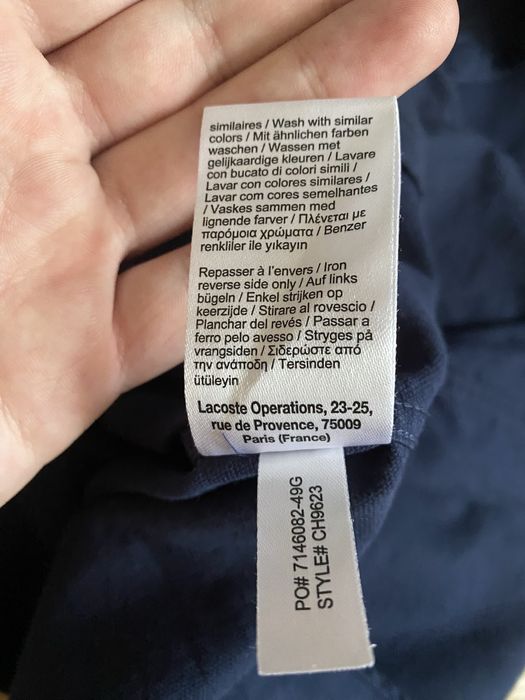 similaires / Wash with similar
colors / Mit ähnlichen farben
waschen / Wassen met
gelijkaardige kleuren / Lavare
con bucato di colori simili /
Lavar con colores similares /
Lavar com cores semelhantes
/ Vaskes sammen med
lignende farver / Πλένεται με
παρόμοια χρώματα / Benzer
renkliler ile yıkayin
Repasser à l'envers / Iron
reverse side only / Auf links
bügeln / Enkel strijken op
keerzijde / Stirare al rovescio /
Planchar del revés / Passar a
ferro pelo avesso / Stryges på
vrangsiden / Σιδερώστε από
την ανάποδη / Tersinden
ütüleyin
Lacoste Operations, 23-25,
rue de Provence, 75009
Paris (France)
PO# 7146082-49G
STYLE# CH9623